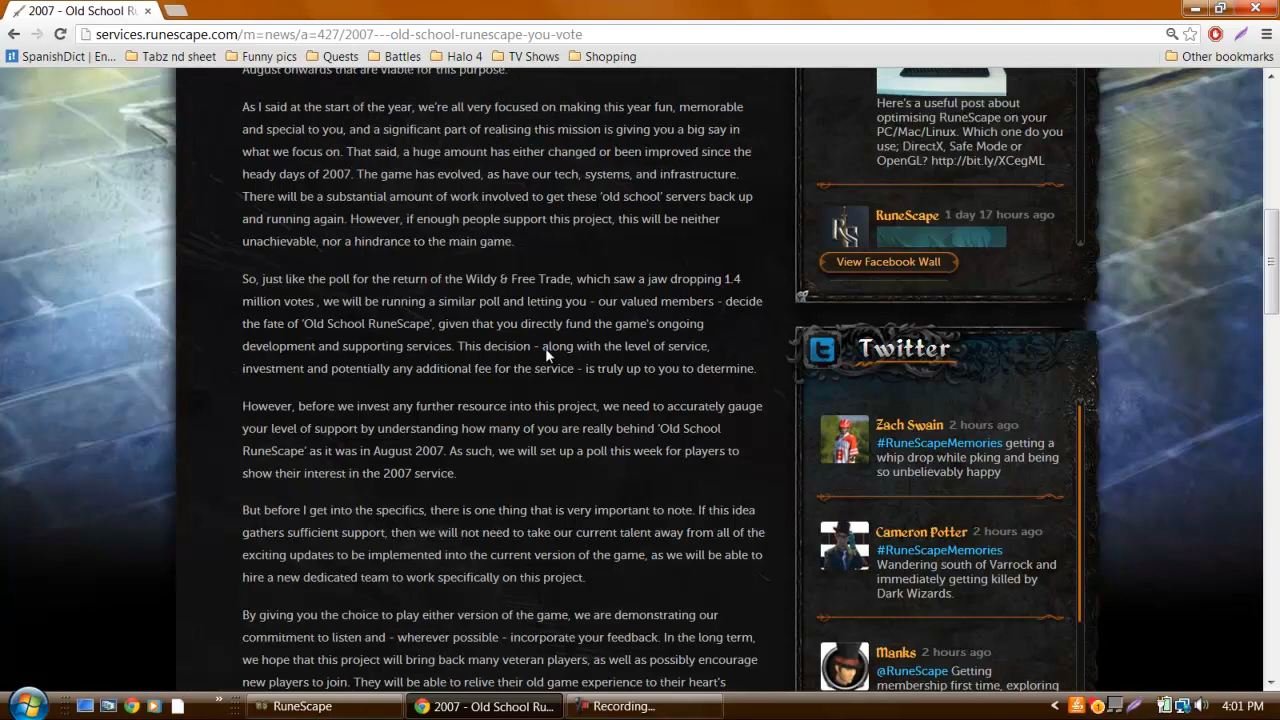 2007 - Old School Ru
services.runescape.com/m=news/a=427/2007---old-school-runescape-you-vote
SpanishDict | En...
Tabz nd sheet
Funny pics
Quests
Battles
Halo 4
TV Shows
Shopping
Other bookmarks
August onwards that are viable for this purpose.
As I said at the start of the year, we're all very focused on making this year fun, memorable
and special to you, and a significant part of realising this mission is giving you a big say in
what we focus on. That said, a huge amount has either changed or been improved since the
heady days of 2007. The game has evolved, as have our tech, systems, and infrastructure.
There will be a substantial amount of work involved to get these 'old school' servers back up
and running again. However, if enough people support this project, this will be neither
unachievable, nor a hindrance to the main game.
So, just like the poll for the return of the Wildy & Free Trade, which saw a jaw dropping 1.4
million votes , we will be running a similar poll and letting you - our valued members - decide
the fate of 'Old School RuneScape', given that you directly fund the game's ongoing
development and supporting services. This decision - along with the level of service,
investment and potentially any additional fee for the service - is truly up to you to determine.
However, before we invest any further resource into this project, we need to accurately gauge
your level of support by understanding how many of you are really behind 'Old School
RuneScape' as it was in August 2007. As such, we will set up a poll this week for players to
show their interest in the 2007 service.
But before I get into the specifics, there is one thing that is very important to note. If this idea
gathers sufficient support, then we will not need to take our current talent away from all of the
exciting updates to be implemented into the current version of the game, as we will be able to
hire a new dedicated team to work specifically on this project.
By giving you the choice to play either version of the game, we are demonstrating our
commitment to listen and - wherever possible - incorporate your feedback. In the long term,
we hope that this project will bring back many veteran players, as well as possibly encourage
new players to join. They will be able to relive their old game experience to their heart's
Here's a useful post about
optimising RuneScape on your
PC/Mac/Linux. Which one do you
use; DirectX, Safe Mode or
OpenGL? http://bit.ly/XCegML
RuneScape 1 day 17 hours ago
RS
View Facebook Wall
Twitter
Zach Swain 2 hours ago
#RuneScapeMemories getting a
whip drop while pking and being
so unbelievably happy
Cameron Potter 2 hours ago
#RuneScapeMemories
Wandering south of Varrock and
immediately getting killed by
Dark Wizards.
Manks 2 hours ago
@RuneScape Getting
membership first time, exploring
RuneScape
2007 - Old School Ru...
Recording...
4:01 PM